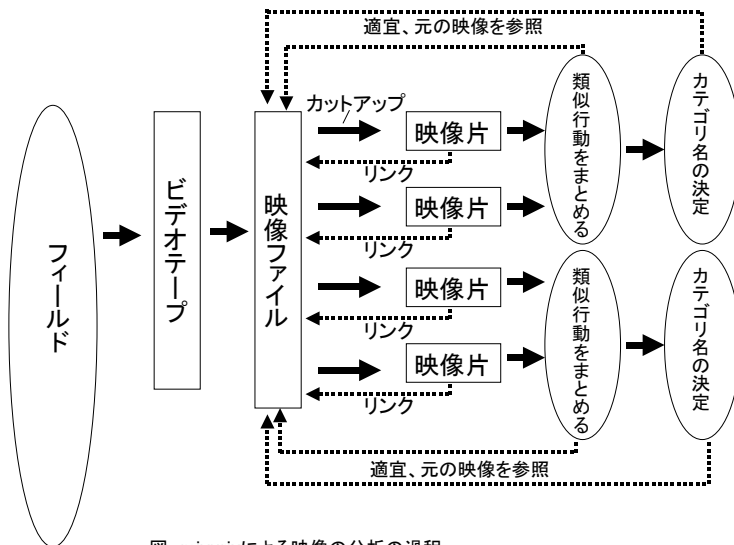 適宜、元の映像を参照
フィールド
ビデオテープ
映像ファイル
カットアップ
映像片
リンク
映像片
リンク
映像片
リンク
映像片
リンク
類似行動をまとめる
カテゴリ名の決定
類似行動をまとめる
カテゴリ名の決定
適宜、元の映像を参照
による映像の分析の過程